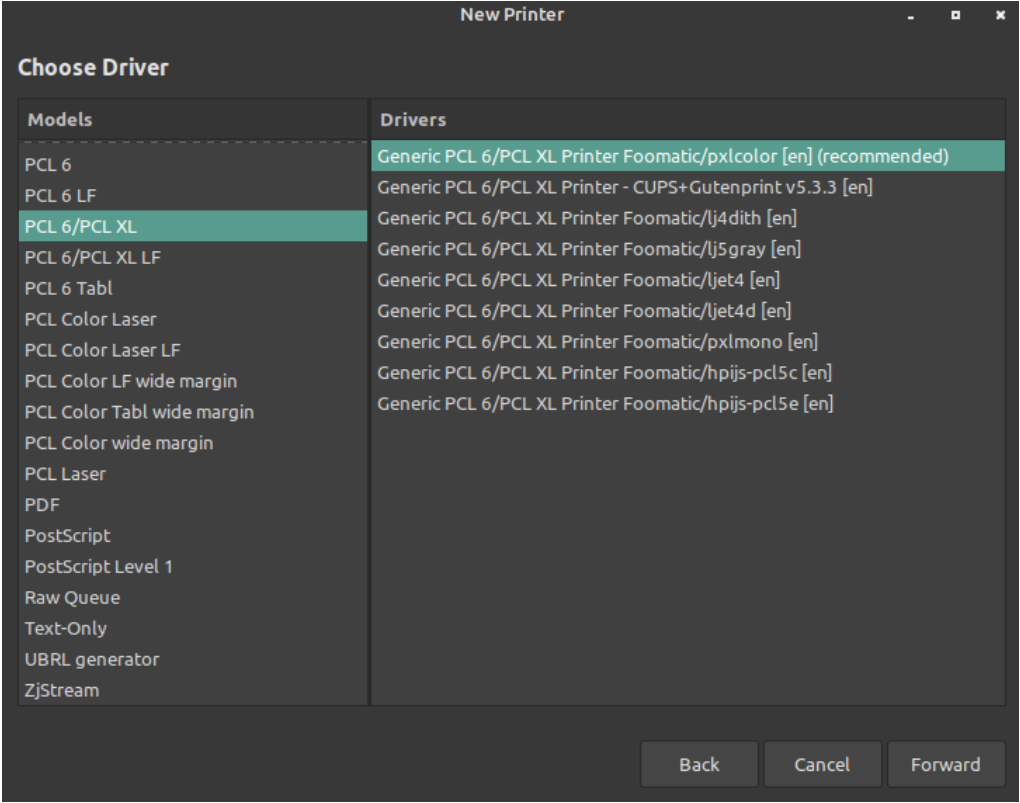 New Printer
Choose Driver
Models
PCL 6
PCL 6 LF
PCL 6/PCL XL
PCL 6/PCL XL LF
PCL 6 Tabl
PCL Color Laser
PCL Color Laser LF
PCL Color LF wide margin
PCL Color Tabl wide margin
PCL Color wide margin
PCL Laser
PDF
PostScript
PostScript Level 1
Raw Queue
Text-Only
UBRL generator
ZjStream
Drivers
Generic PCL 6/PCL XL Printer Foomatic/pxlcolor [en] (recommended)
Generic PCL 6/PCL XL Printer - CUPS+Gutenprint v5.3.3 [en]
Generic PCL 6/PCL XL Printer Foomatic/lj4dith [en]
Generic PCL 6/PCL XL Printer Foomatic/lj5gray [en]
Generic PCL 6/PCL XL Printer Foomatic/ljet4 [en]
Generic PCL 6/PCL XL Printer Foomatic/ljet4d [en]
Generic PCL 6/PCL XL Printer Foomatic/pxlmono [en]
Generic PCL 6/PCL XL Printer Foomatic/hpijs-pcl5c [en]
Generic PCL 6/PCL XL Printer Foomatic/hpijs-pcl5e [en]
Back
Cancel
Forward